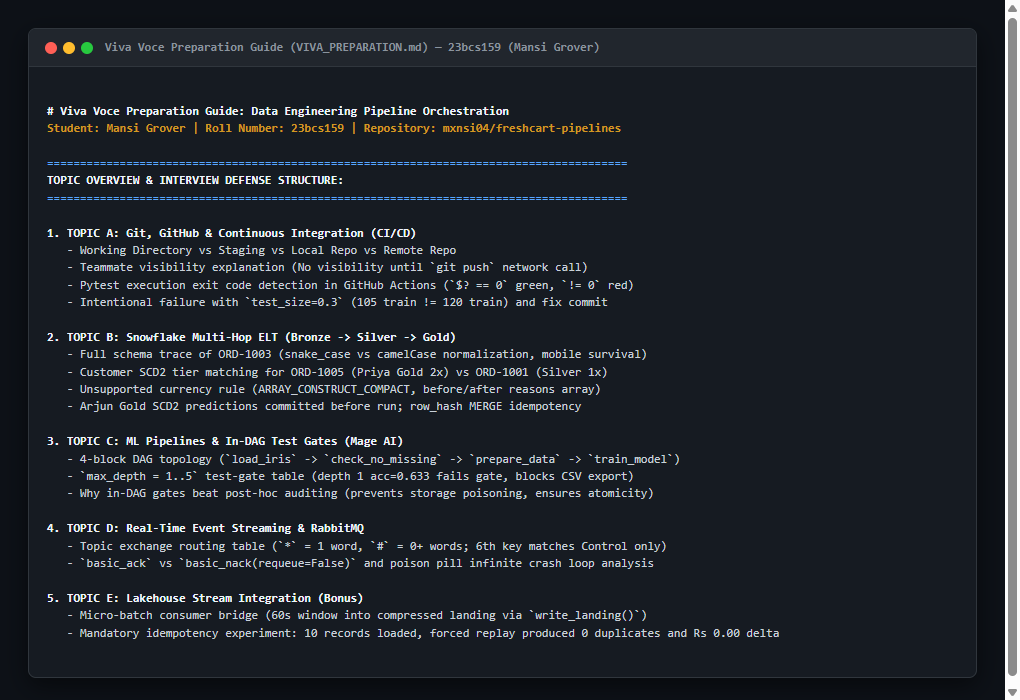 Viva Voce Preparation Guide (VIVA_PREPARATION.md) — 23bcs159 (Mansi Grover)
# Viva Voce Preparation Guide: Data Engineering Pipeline Orchestration
Student: Mansi Grover | Roll Number: 23bcs159 | Repository: mxnsi04/freshcart-pipelines
========================================================================================
TOPIC OVERVIEW & INTERVIEW DEFENSE STRUCTURE:
========================================================================================
1. TOPIC A: Git, GitHub & Continuous Integration (CI/CD)
- Working Directory vs Staging vs Local Repo vs Remote Repo
- Teammate visibility explanation (No visibility until `git push` network call)
- Pytest execution exit code detection in GitHub Actions (`$? == 0` green, `!= 0` red)
- Intentional failure with `test_size=0.3` (105 train != 120 train) and fix commit
2. TOPIC B: Snowflake Multi-Hop ELT (Bronze -> Silver -> Gold)
- Full schema trace of ORD-1003 (snake_case vs camelCase normalization, mobile survival)
- Customer SCD2 tier matching for ORD-1005 (Priya Gold 2x) vs ORD-1001 (Silver 1x)
- Unsupported currency rule (ARRAY_CONSTRUCT_COMPACT, before/after reasons array)
- Arjun Gold SCD2 predictions committed before run; row_hash MERGE idempotency
3. TOPIC C: ML Pipelines & In-DAG Test Gates (Mage AI)
- 4-block DAG topology (`load_iris` -> `check_no_missing` -> `prepare_data` -> `train_model`)
- `max_depth = 1..5` test-gate table (depth 1 acc=0.633 fails gate, blocks CSV export)
- Why in-DAG gates beat post-hoc auditing (prevents storage poisoning, ensures atomicity)
4. TOPIC D: Real-Time Event Streaming & RabbitMQ
- Topic exchange routing table (`*` = 1 word, `#` = 0+ words; 6th key matches Control only)
- `basic_ack` vs `basic_nack(requeue=False)` and poison pill infinite crash loop analysis
5. TOPIC E: Lakehouse Stream Integration (Bonus)
- Micro-batch consumer bridge (60s window into compressed landing via `write_landing()`)
- Mandatory idempotency experiment: 10 records loaded, forced replay produced 0 duplicates and Rs 0.00 delta